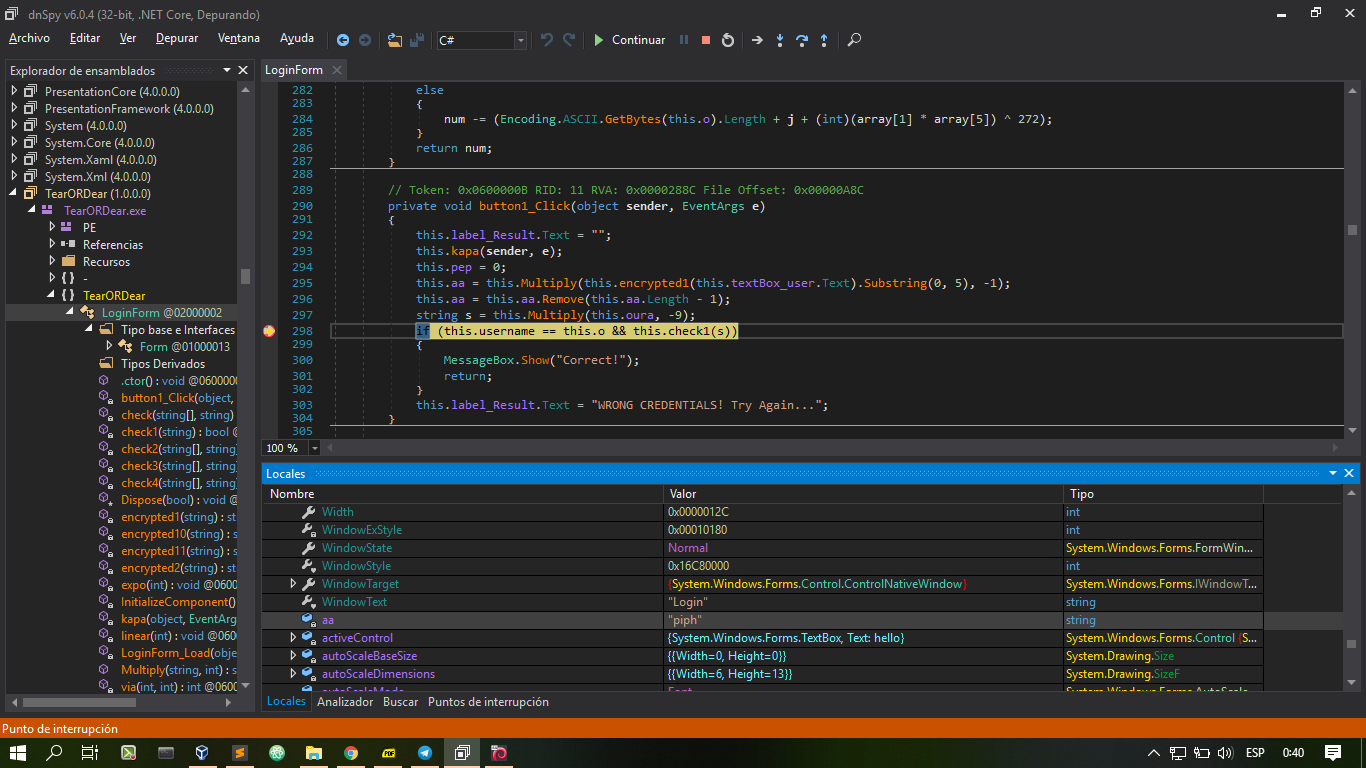 dnSpy v6.0.4 (32-bit, .NET Core, Depurando)
Archivo Editar Ver Depurar Ventana Ayuda C# Continuar
Explorador de ensamblados
PresentationCore (4.0.0.0)
PresentationFramework (4.0.0.0)
System (4.0.0.0)
System.Core (4.0.0.0)
System.Xaml (4.0.0.0)
System.Xml (4.0.0.0)
TearORDear (1.0.0.0)
TearORDear.exe
PE
Referencias
Recursos
{ } -
{ } TearORDear
LoginForm @02000002
Tipo base e Interfaces
Form @01000013
Tipos Derivados
.ctor() : void @0600000
button1_Click(object,
check(string[], string)
check1(string) : bool @
check2(string[], string)
check3(string[], string)
check4(string[], string)
Dispose(bool) : void @
encrypted1(string) : st
encrypted10(string) : s
encrypted11(string) : s
encrypted2(string) : s
expo(int) : void @0600
InitializeComponent()
kapa(object, EventArg
linear(int) : void @060
LoginForm_Load(obje
Multiply(string, int) : s
via(int, int) : int @0600
LoginForm
282 else
283 {
284 num -= (Encoding.ASCII.GetBytes(this.o).Length + j + (int)(array[1] * array[5]) ^ 272);
285 }
286 return num;
287 }
288
289 // Token: 0x0600000B RID: 11 RVA: 0x0000288C File Offset: 0x00000A8C
290 private void button1_Click(object sender, EventArgs e)
291 {
292 this.label_Result.Text = "";
293 this.kapa(sender, e);
294 this.pep = 0;
295 this.aa = this.Multiply(this.encrypted1(this.textBox_user.Text).Substring(0, 5), -1);
296 this.aa = this.aa.Remove(this.aa.Length - 1);
297 string s = this.Multiply(this.oura, -9);
298 if (this.username == this.o && this.check1(s))
299 {
300 MessageBox.Show("Correct!");
301 return;
302 }
303 this.label_Result.Text = "WRONG CREDENTIALS! Try Again...";
304 }
305
100 %
Locales
Nombre Valor Tipo
Width 0x0000012C int
WindowExStyle 0x00010180 int
WindowState Normal System.Windows.Forms.FormWin...
WindowStyle 0x16C80000 int
WindowTarget {System.Windows.Forms.Control.ControlNativeWindow} System.Windows.Forms.IWindowT...
WindowText "Login" string
aa "piph" string
activeControl {System.Windows.Forms.TextBox, Text: hello} System.Windows.Forms.Control {S...
autoScaleBaseSize {{Width=0, Height=0}} System.Drawing.Size
autoScaleDimensions {{Width=6, Height=13}} System.Drawing.SizeF
autoScaleMode Font System.Windows.Forms.AutoScale...
Locales Analizador Buscar Puntos de interrupción
Punto de interrupción
ESP 0:40